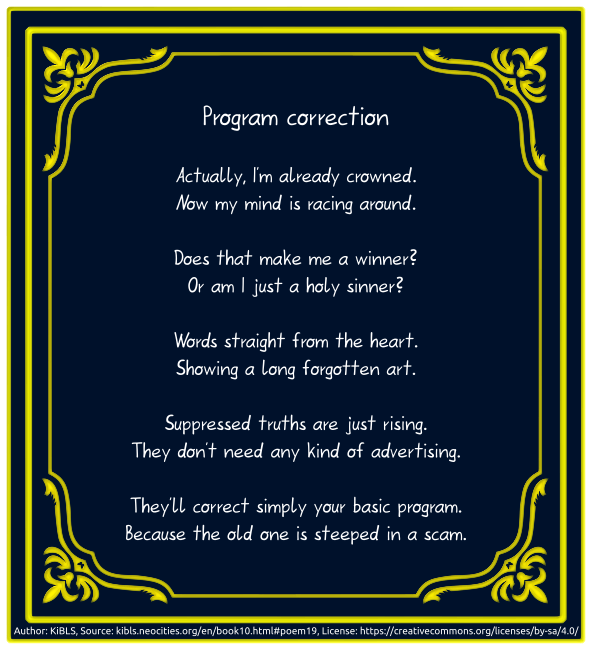 Program correction
Actually, I'm already crowned.
Now my mind is racing around.
Does that make me a winner?
Or am I just a holy sinner?
Words straight from the heart.
Showing a long forgotten art.
Suppressed truths are just rising.
They don't need any kind of advertising.
They'll correct simply your basic program.
Because the old one is steeped in a scam.
Author: KiBLS, Source: kibls.neocities.org/en/book10.html#poem19, License: https://creativecommons.org/licenses/by-sa/4.0/